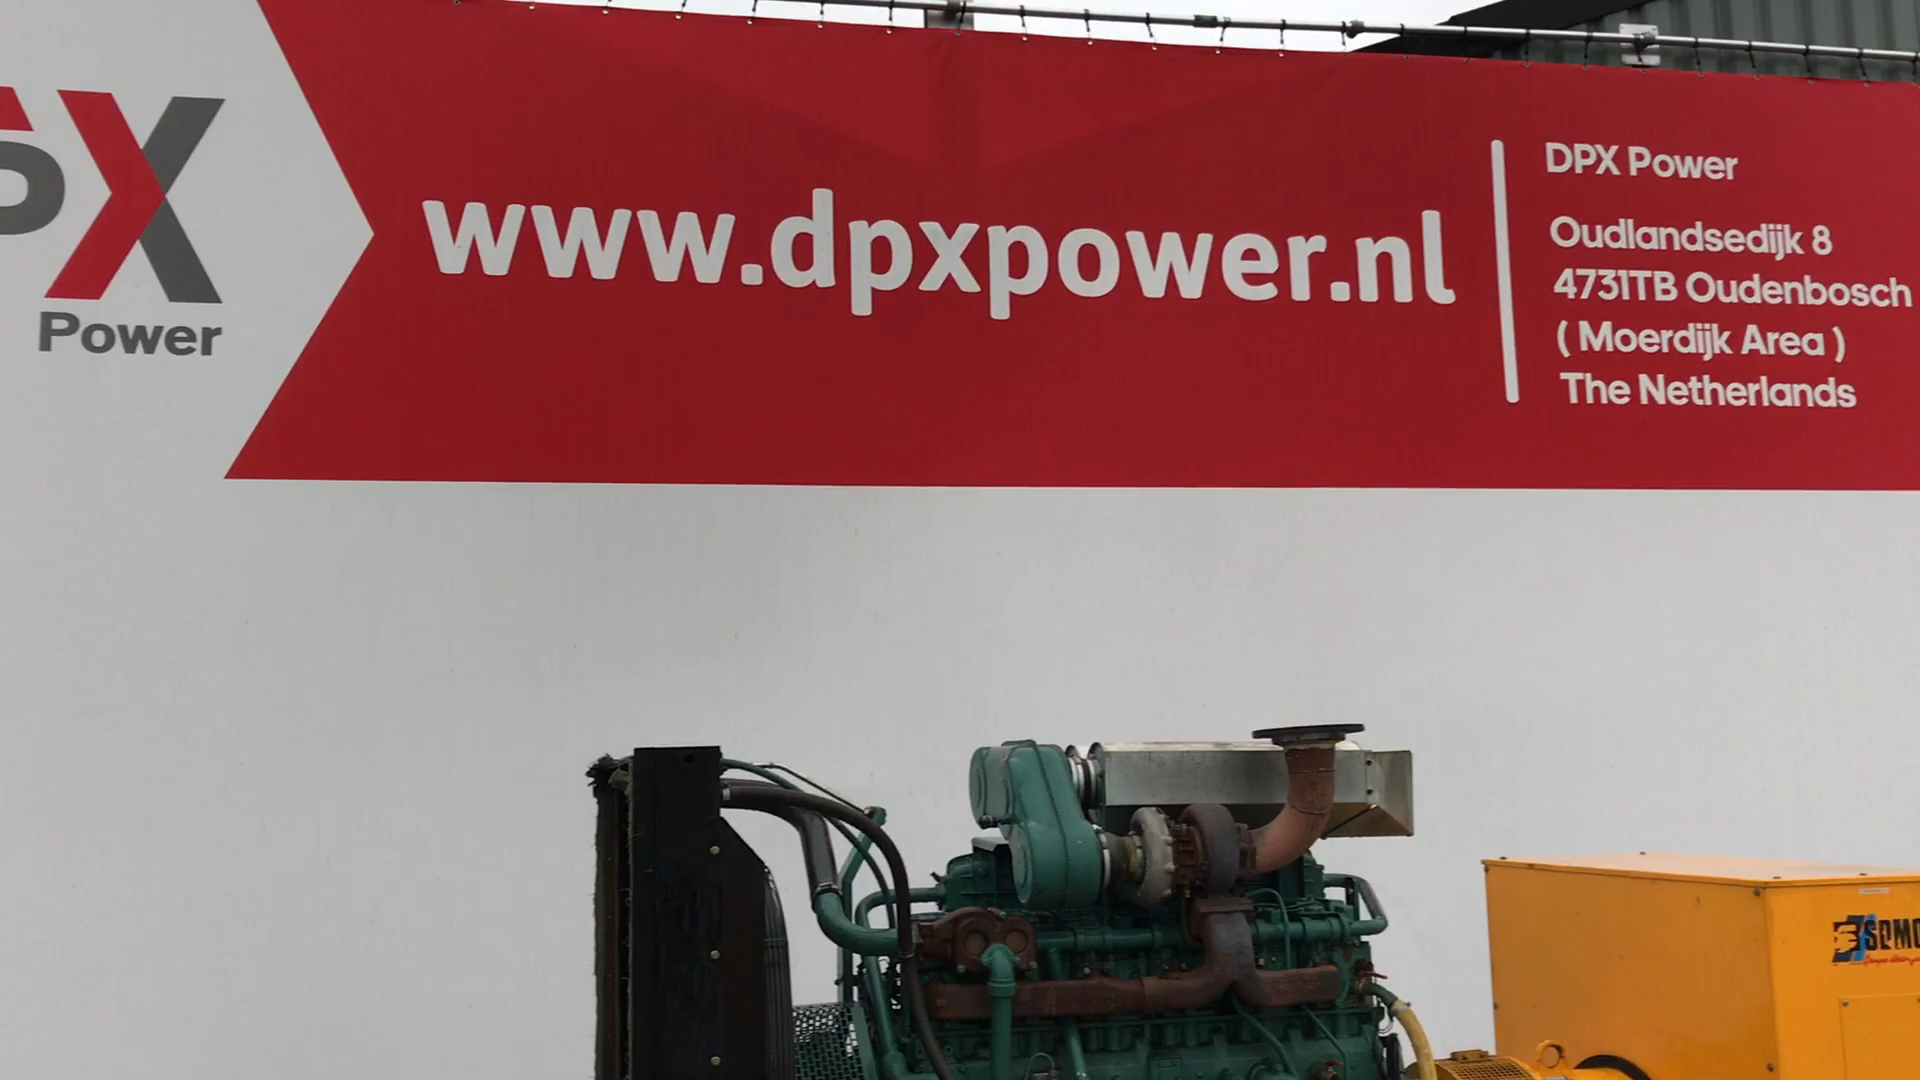 PX
Power
www.dpxpower.nl
DPX Power
Oudlandsedijk 8
4731TB Oudenbosch
( Moerdijk Area )
The Netherlands